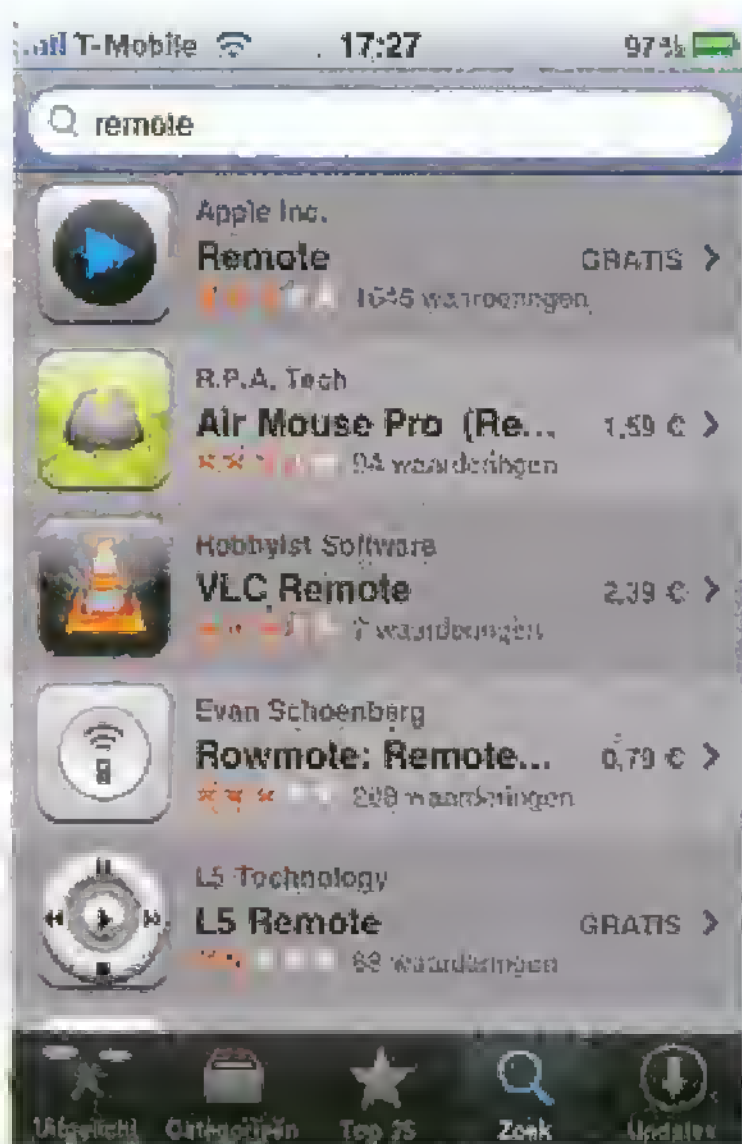 T-Mobile 17:27 97%
remote
Apple Inc.
Remote GRATIS
waarderingen
R.P.A. Tech
Air Mouse Pro (Re... 1,59 €
94 waarderingen
Hobbyist Software
VLC Remote 2,39 €
7 waarderingen
Evan Schoenberg
Rowmote: Remote... 0,79 €
waarderingen
L5 Technology
L5 Remote GRATIS
waarderingen
Uitgelicht Categorieën Top 25 Zoek Updates